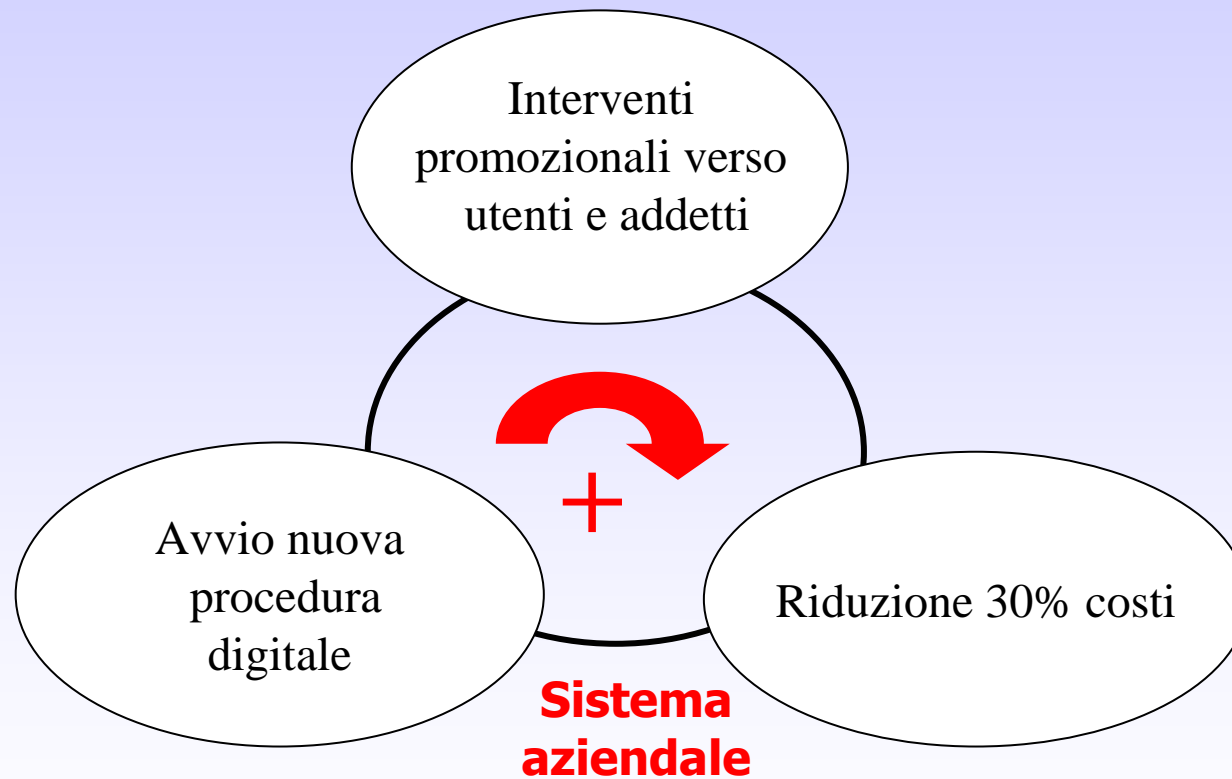 Interventi
promozionali verso
utenti e addetti
+
Avvio nuova
procedura
digitale
Riduzione 30% costi
Sistema
aziendale